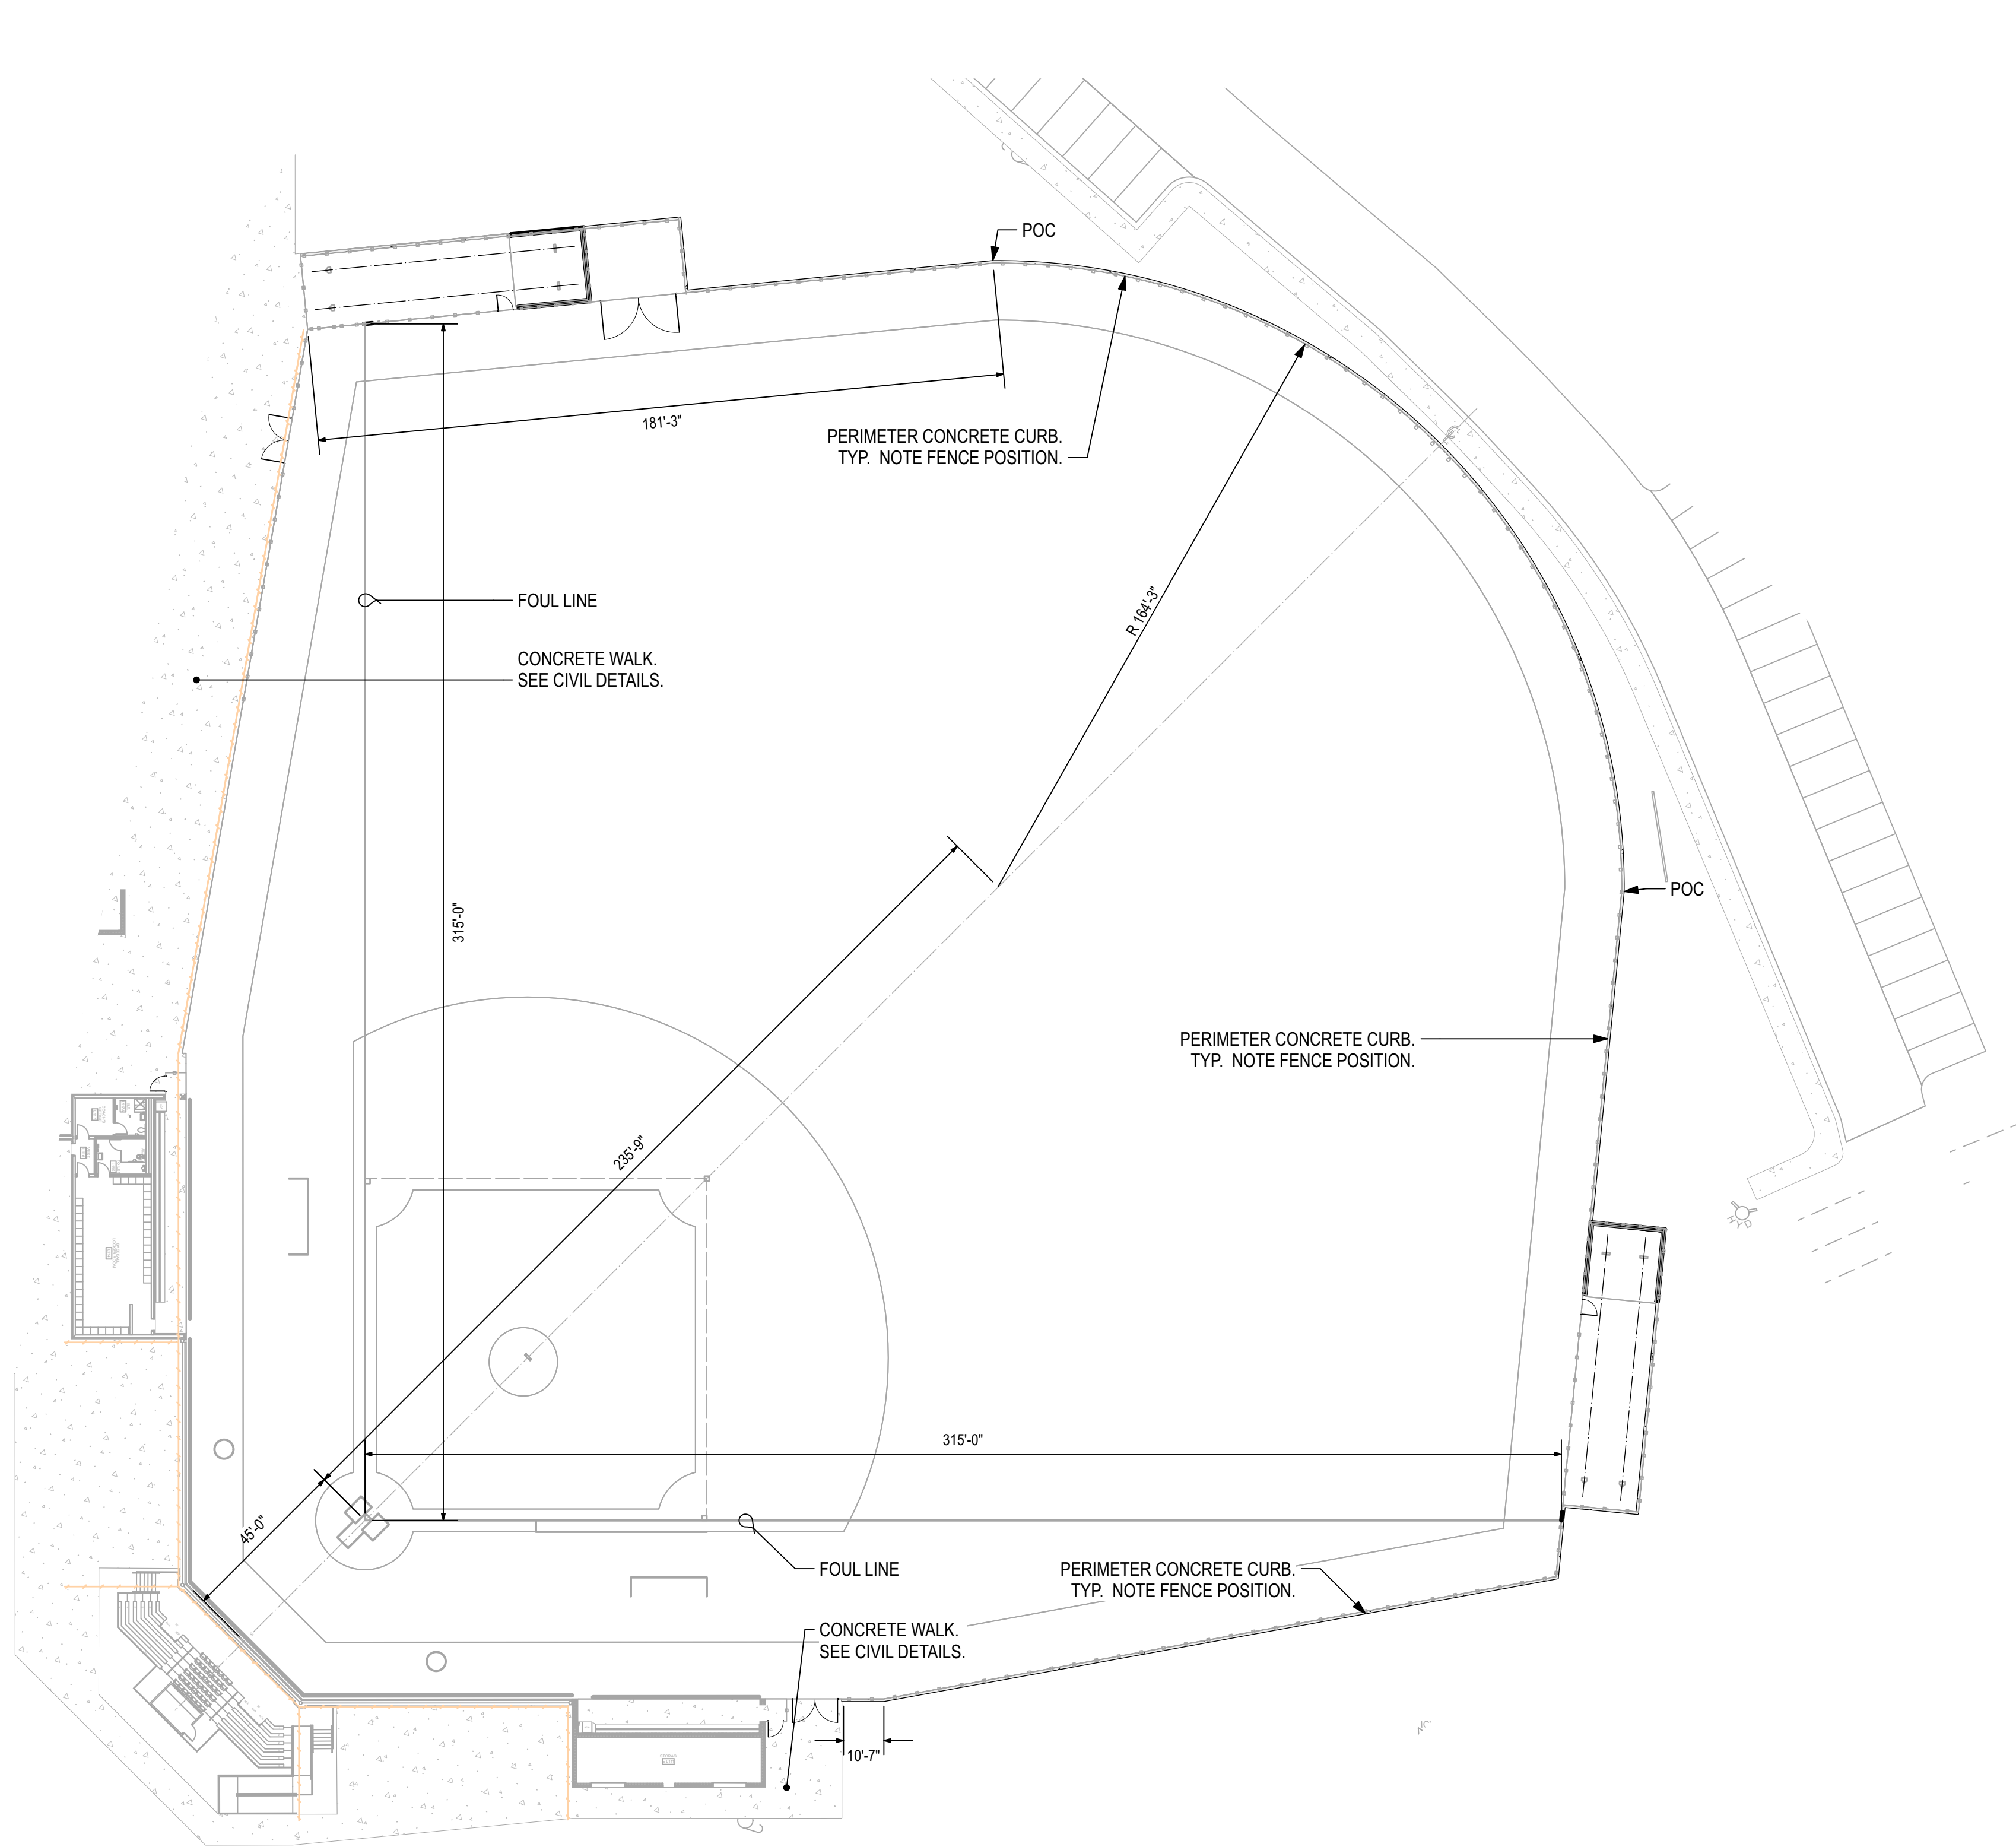 POC
181'-3"
PERIMETER CONCRETE CURB.
TYP. NOTE FENCE POSITION.
R 164'-3"
FOUL LINE
CONCRETE WALK.
SEE CIVIL DETAILS.
315'-0"
POC
PERIMETER CONCRETE CURB.
TYP. NOTE FENCE POSITION.
235'-9"
HYD
315'-0"
45'-0"
FOUL LINE
PERIMETER CONCRETE CURB.
TYP. NOTE FENCE POSITION.
CONCRETE WALK.
SEE CIVIL DETAILS.
10'-7"
STORAGE